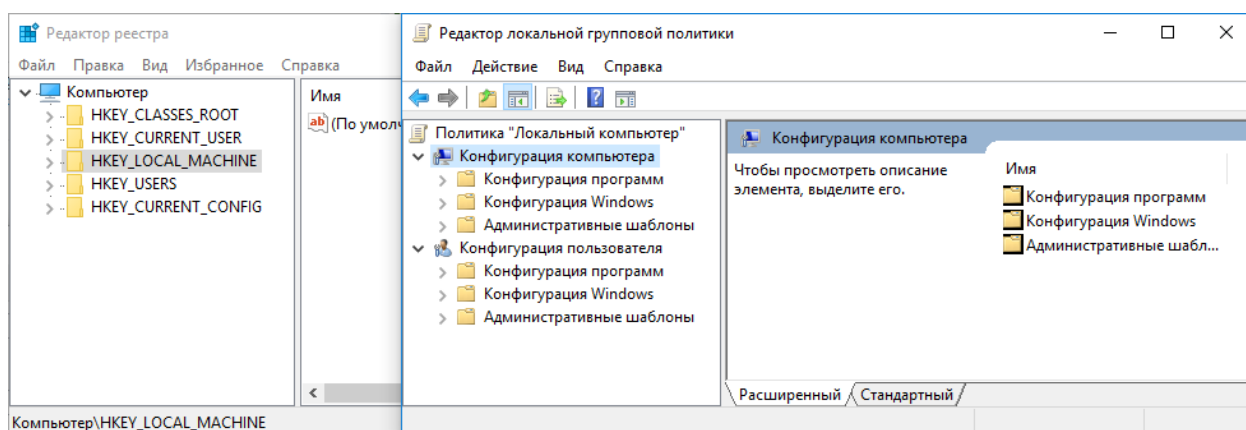 Редактор реестра
Файл Правка Вид Избранное Справка
Компьютер
HKEY_CLASSES_ROOT
HKEY_CURRENT_USER
HKEY_LOCAL_MACHINE
HKEY_USERS
HKEY_CURRENT_CONFIG
Имя
ab (По умолч
Компьютер\HKEY_LOCAL_MACHINE
Редактор локальной групповой политики
Файл Действие Вид Справка
Политика "Локальный компьютер"
Конфигурация компьютера
Конфигурация программ
Конфигурация Windows
Административные шаблоны
Конфигурация пользователя
Конфигурация программ
Конфигурация Windows
Административные шаблоны
Конфигурация компьютера
Чтобы просмотреть описание
элемента, выделите его.
Имя
Конфигурация программ
Конфигурация Windows
Административные шабл...
Расширенный Стандартный